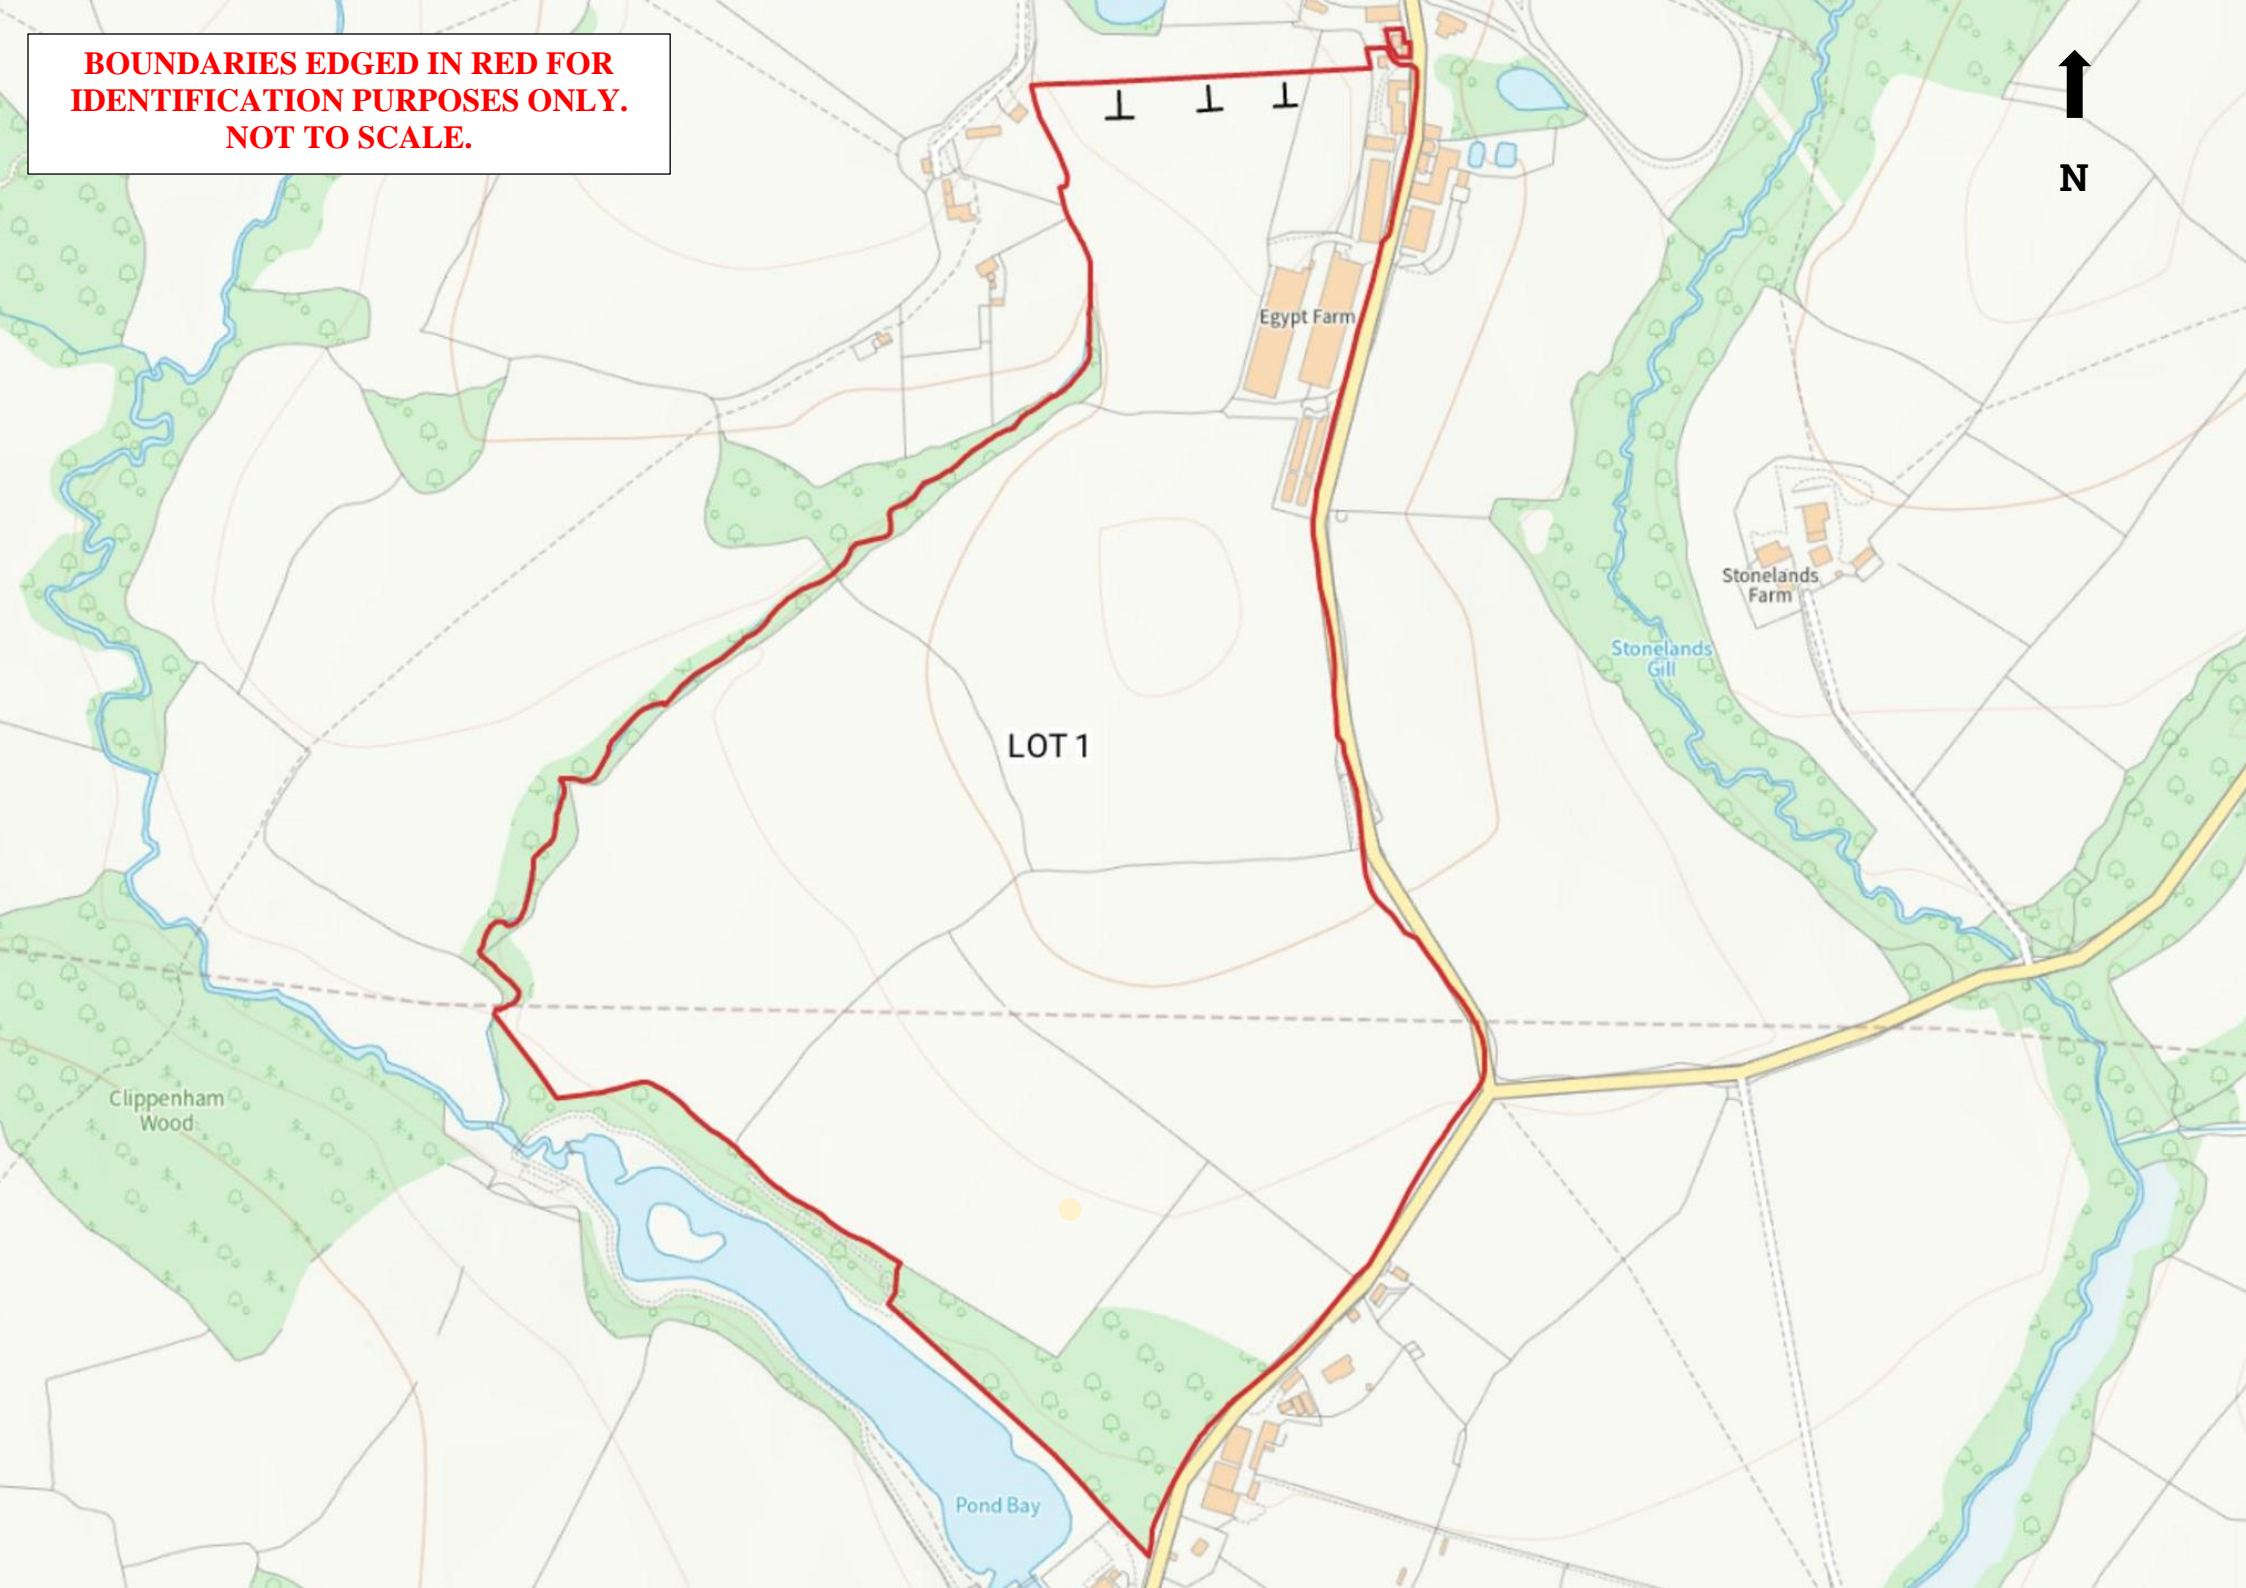 BOUNDARIES EDGED IN RED FOR
IDENTIFICATION PURPOSES ONLY.
NOT TO SCALE.
N
Egypt Farm
Stonelands
Farm
Stonelands
Gill
LOT 1
Clippenham
Wood
Pond Bay